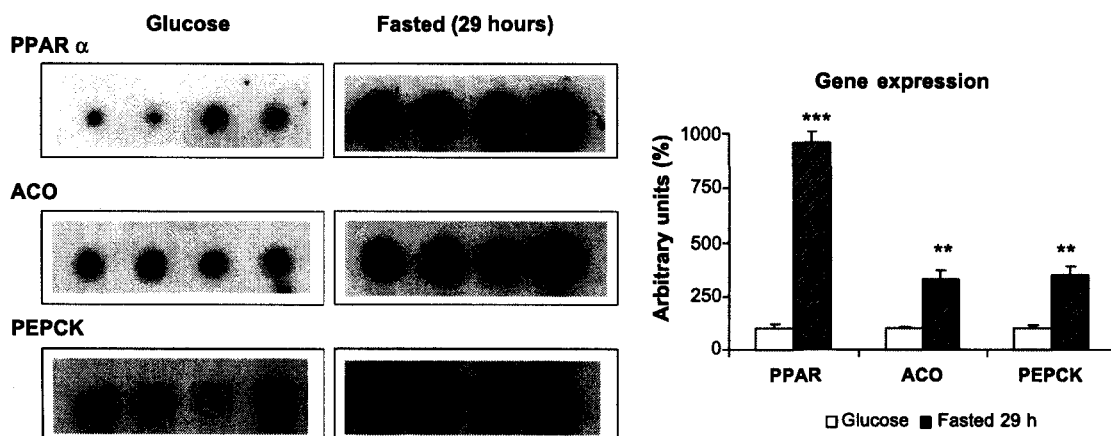 Glucose
Fasted (29 hours)
PPAR α
ACO
PEPCK
Gene expression
Arbitrary units (%)
1000
750
500
250
0
***
**
**
PPAR
ACO
PEPCK
Glucose
Fasted 29 h